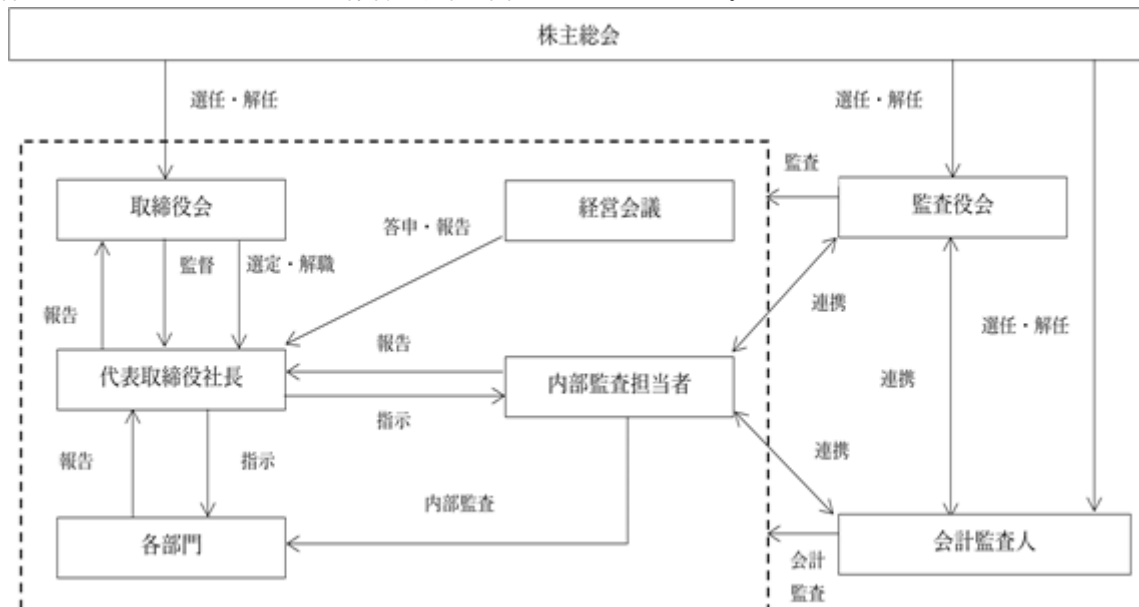 株主総会
選任・解任
選任・解任
監査
取締役会
経営会議
監査役会
答申・報告
監督
選定・解職
報告
連携
選任・解任
報告
代表取締役社長
内部監査担当者
連携
指示
報告
指示
連携
内部監査
各部門
会計監査人
会計
監査